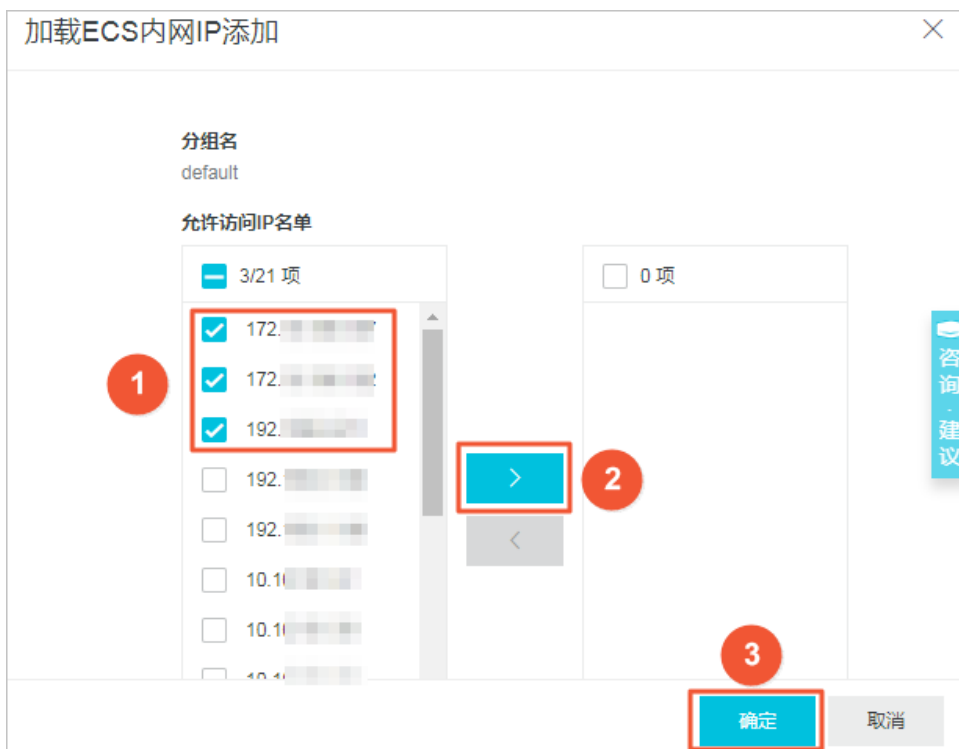 加载ECS内网IP添加
分组名
default
允许访问IP名单
3/21 项
0 项
172.
172.
192.
192.
192.
10.1
10.1
1
2
3
咨询·建议
确定
取消